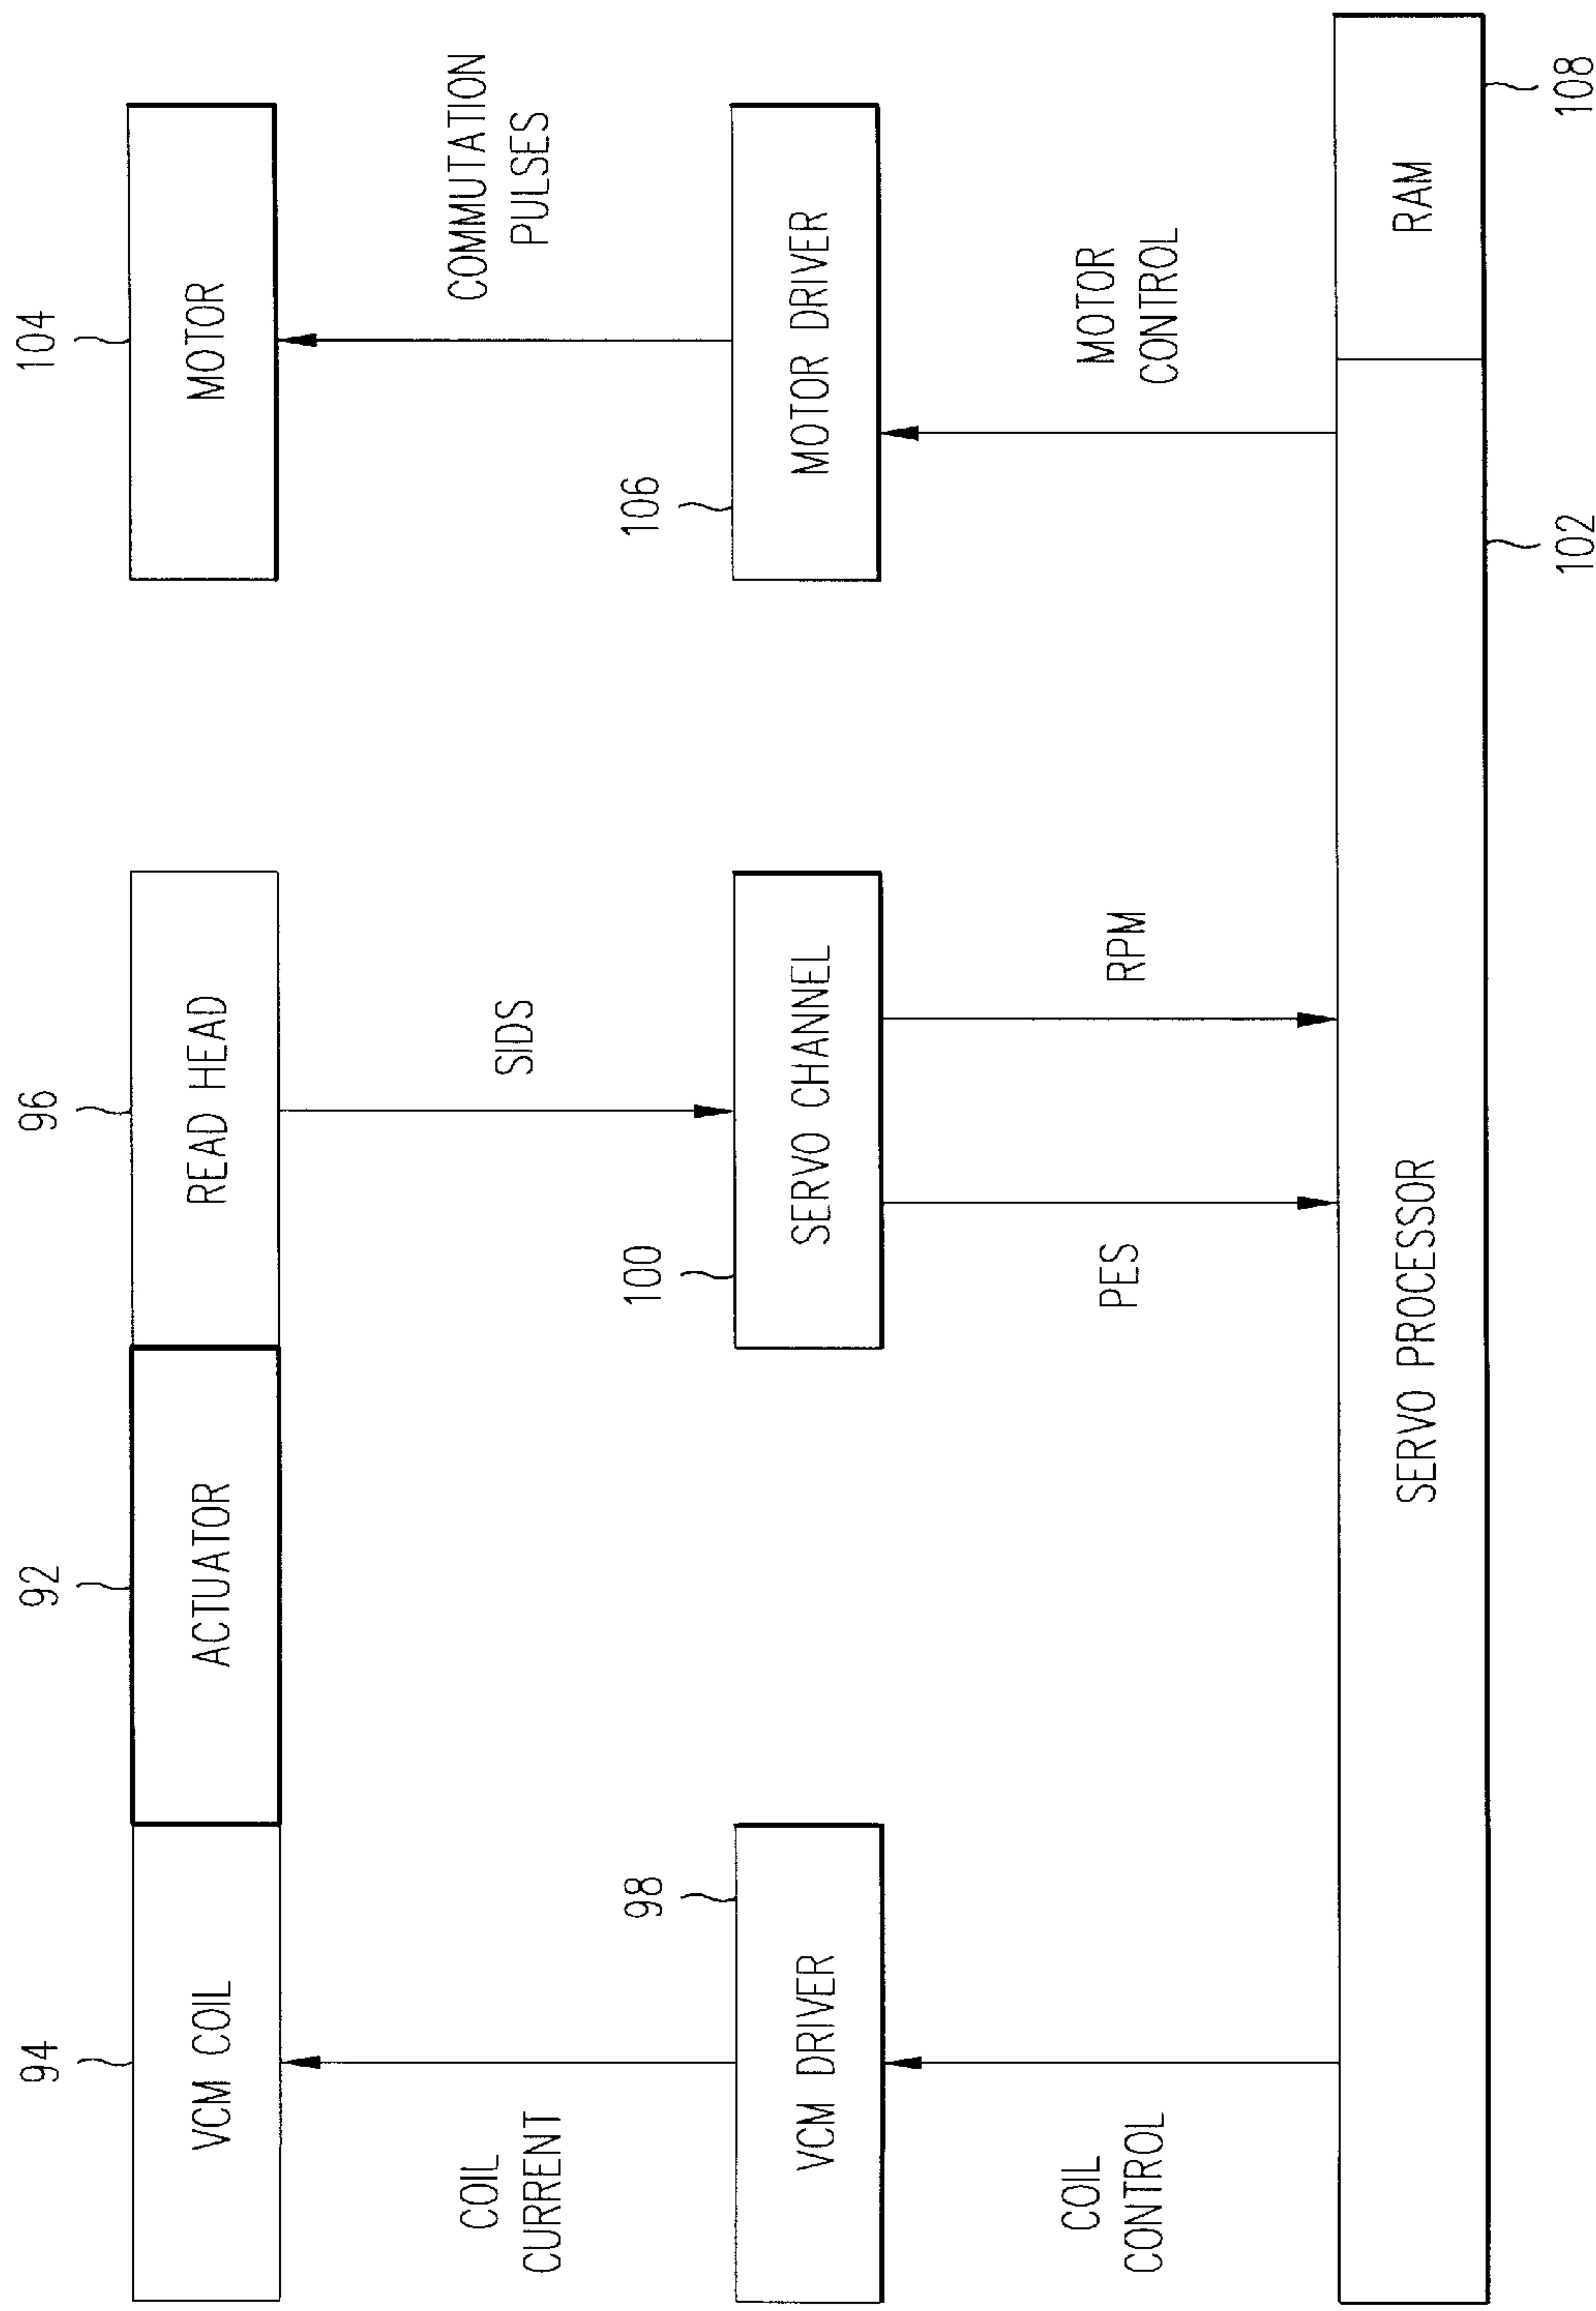 94
92
96
104
VCM COIL
ACTUATOR
READ HEAD
MOTOR
COIL
CURRENT
SIDS
COMMUTATION
PULSES
98
100
106
VCM DRIVER
SERVO CHANNEL
MOTOR DRIVER
COIL
CONTROL
PES
RPM
MOTOR
CONTROL
SERVO PROCESSOR
RAM
102
108